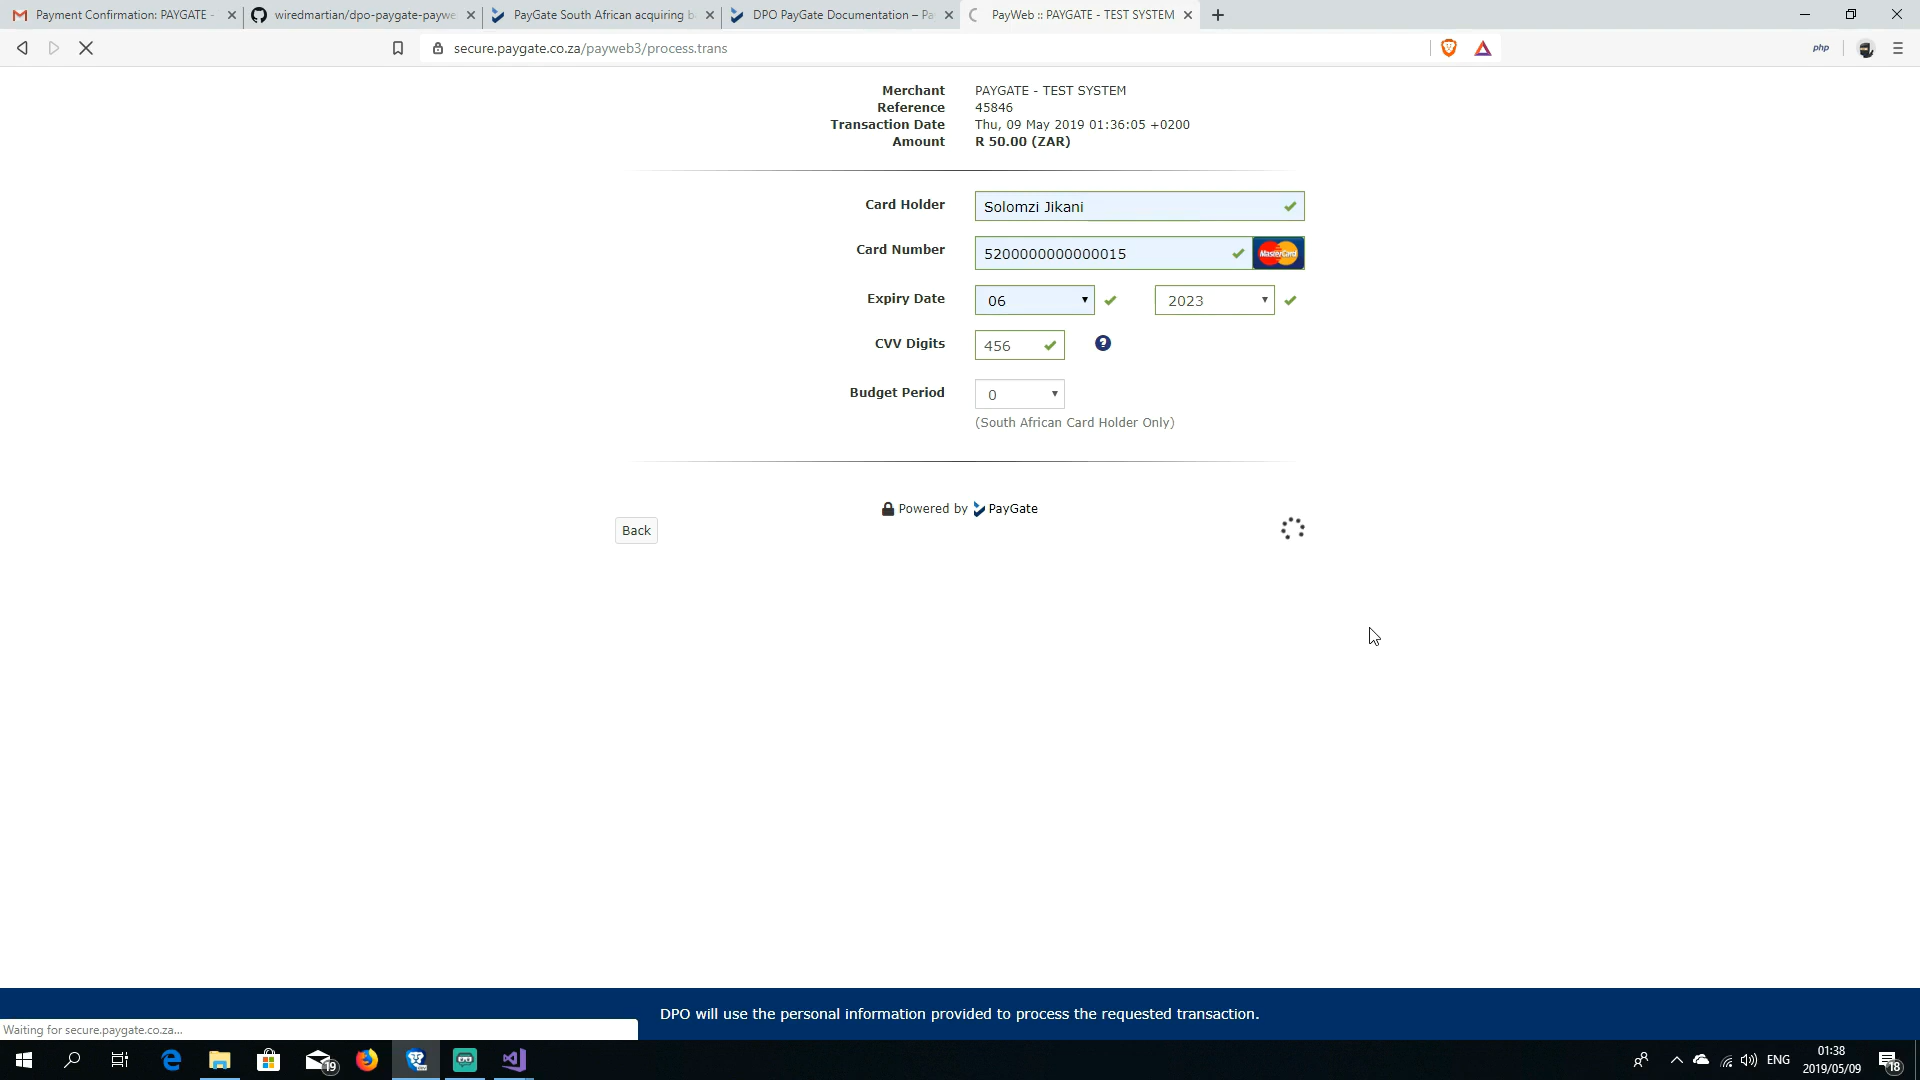 Payment Confirmation: PAYGATE -
wiredmartian/dpo-paygate-paywe
PayGate South African acquiring b
DPO PayGate Documentation – Pa
PayWeb :: PAYGATE - TEST SYSTEM
secure.paygate.co.za/payweb3/process.trans
php
Merchant PAYGATE - TEST SYSTEM
Reference 45846
Transaction Date Thu, 09 May 2019 01:36:05 +0200
Amount R 50.00 (ZAR)
Card Holder Solomzi Jikani
Card Number 5200000000000015 MasterCard
Expiry Date 06 2023
CVV Digits 456 ?
Budget Period 0
(South African Card Holder Only)
Powered by PayGate
Back
DPO will use the personal information provided to process the requested transaction.
Waiting for secure.paygate.co.za...
19
ENG
01:38
2019/05/09
18